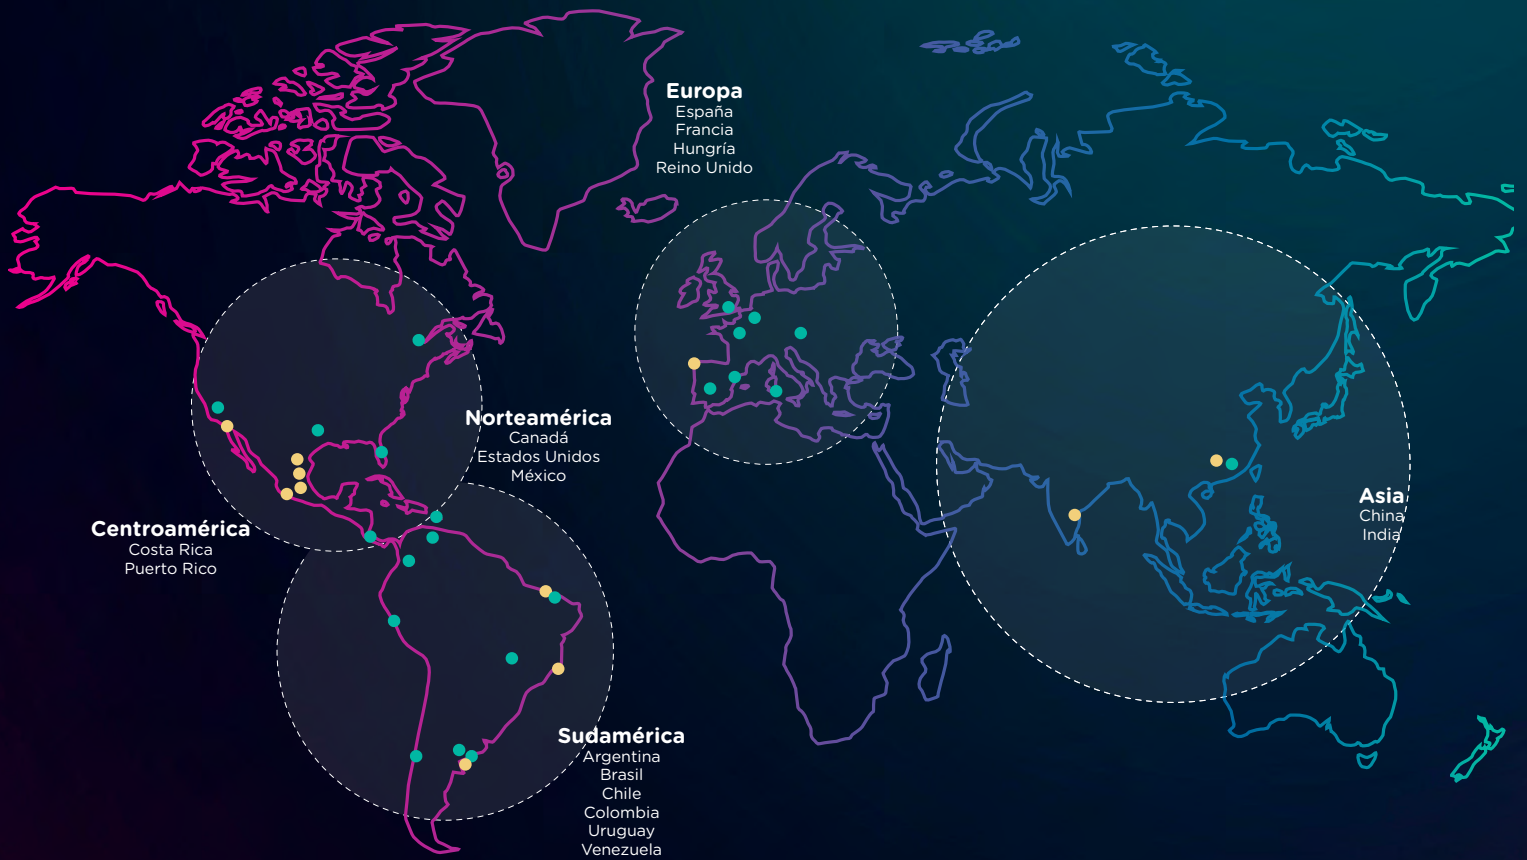 Europa
España
Francia
Hungría
Reino Unido
Norteamérica
Canadá
Estados Unidos
México
Centroamérica
Costa Rica
Puerto Rico
Asia
China
India
Sudamérica
Argentina
Brasil
Chile
Colombia
Uruguay
Venezuela